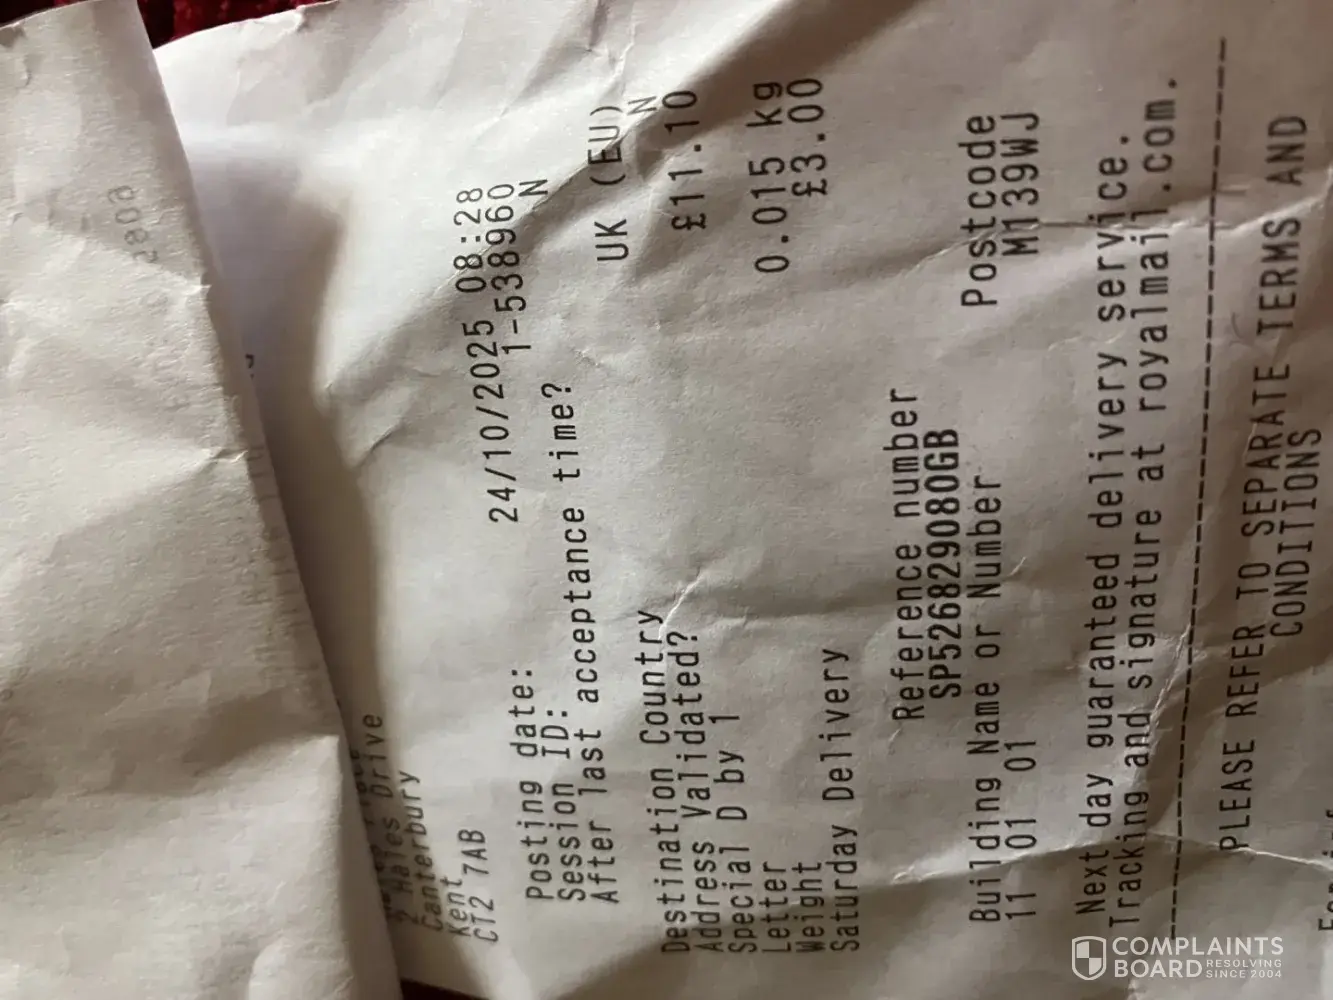 2 Hales Drive
Canterbury
Kent
CT2 7AB
Posting date: 24/10/2025 08:28
Session ID: 1-538960
After last acceptance time? N
Destination Country UK (EU)
Address Validated? N
Special D by 1 £11.10
Letter
Weight 0.015 kg
Saturday Delivery £3.00
Reference number
SP526829080GB
Building Name or Number Postcode
11 01 01 M139WJ
Next day guaranteed delivery service.
Tracking and signature at royalmail.com.
PLEASE REFER TO SEPARATE TERMS AND
CONDITIONS
COMPLAINTS
BOARD RESOLVING
SINCE 2004